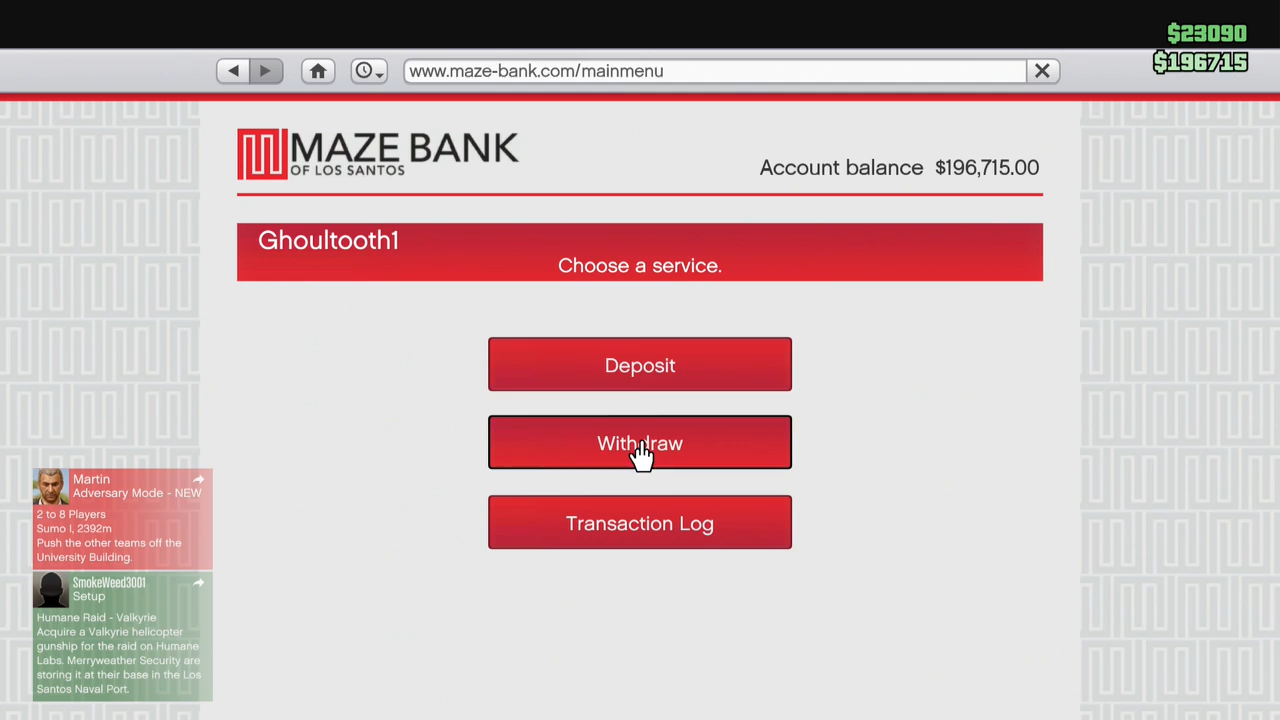 $23090
$196715
www.maze-bank.com/mainmenu
MAZE BANK
OF LOS SANTOS
Account balance $196,715.00
Ghoultooth1
Choose a service.
Deposit
Withdraw
Transaction Log
Martin
Adversary Mode - NEW
2 to 8 Players
Sumo I, 2392m
Push the other teams off the
University Building.
SmokeWeed3001
Setup
Humane Raid - Valkyrie
Acquire a Valkyrie helicopter
gunship for the raid on Humane
Labs. Merryweather Security are
storing it at their base in the Los
Santos Naval Port.